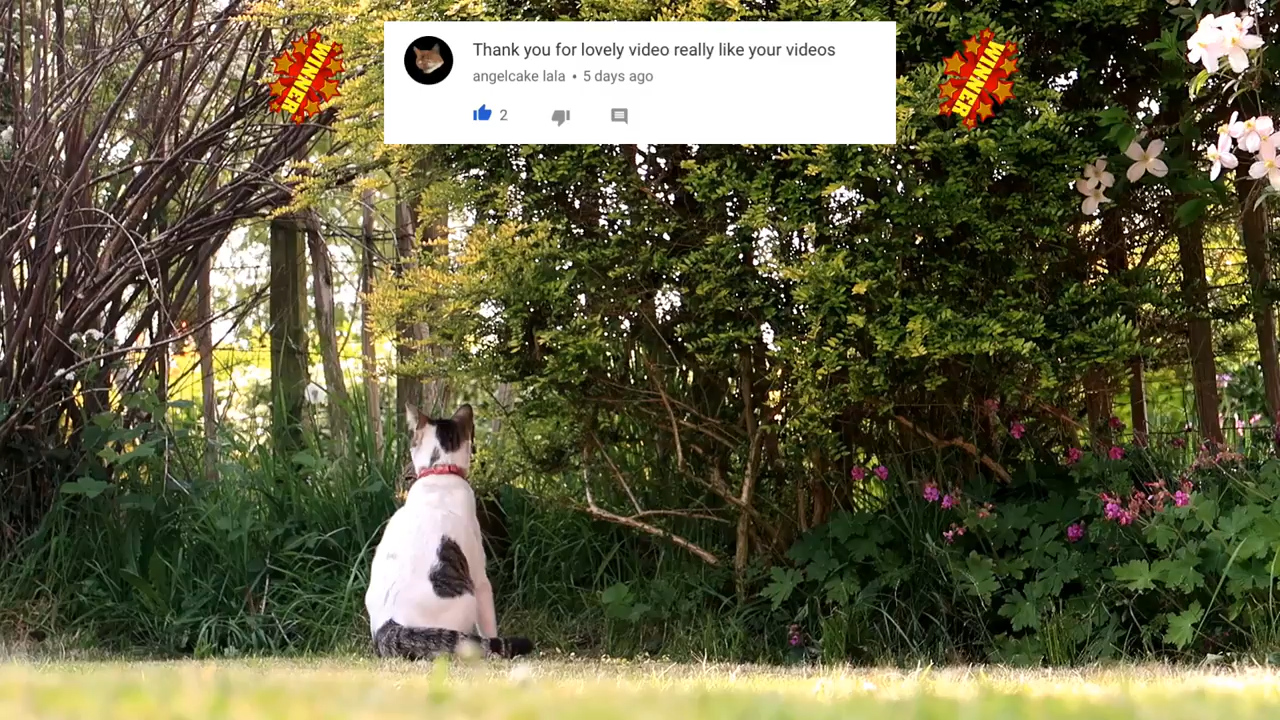 WINNER
Thank you for lovely video really like your videos
angelcake lala • 5 days ago
2
WINNER